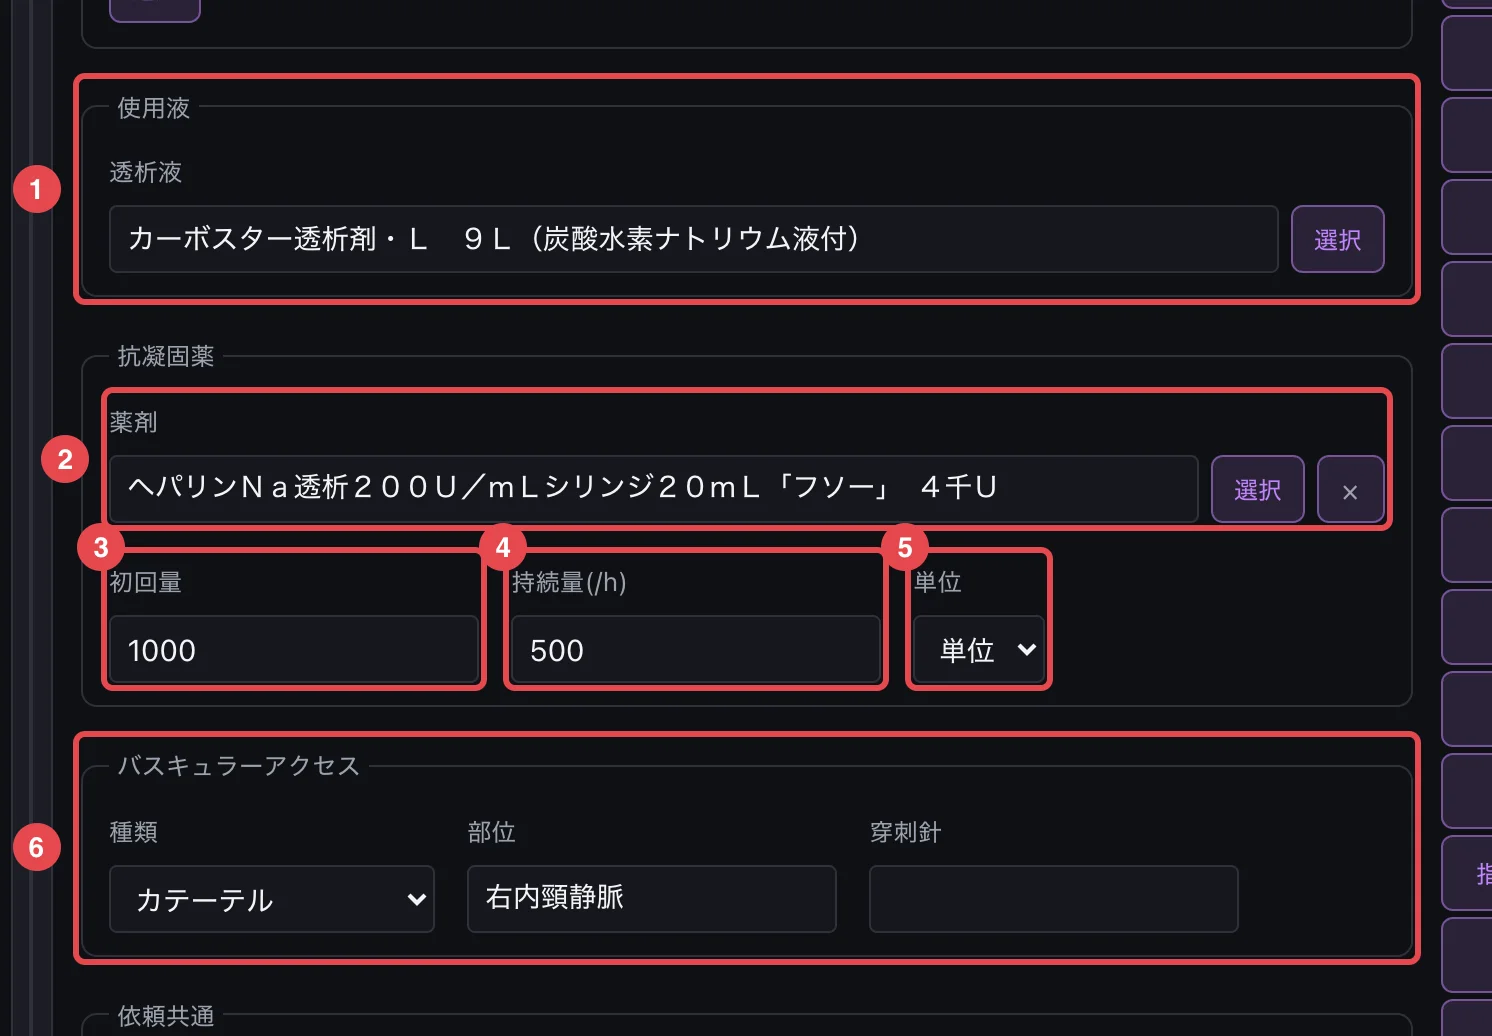 使用液
透析液
1
カーボスター透析剤・Ｌ　９Ｌ（炭酸水素ナトリウム液付） 選択
抗凝固薬
薬剤
2
ヘパリンＮａ透析２００Ｕ／ｍＬシリンジ２０ｍＬ「フソー」　４千Ｕ 選択 ×
3 4 5
初回量 持続量(/h) 単位
1000 500 単位
バスキュラーアクセス
種類 部位 穿刺針
6
カテーテル 右内頸静脈
指
依頼共通